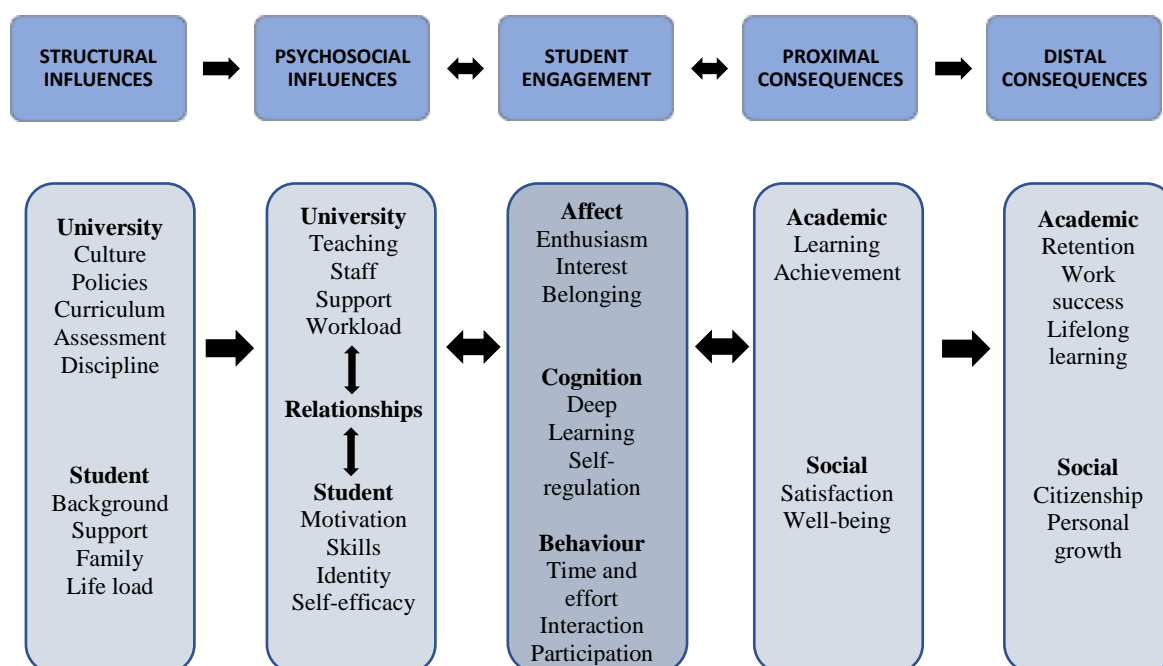 STRUCTURAL
INFLUENCES
PSYCHOSOCIAL
INFLUENCES
STUDENT
ENGAGEMENT
PROXIMAL
CONSEQUENCES
DISTAL
CONSEQUENCES
University
Culture
Policies
Curriculum
Assessment
Discipline
Student
Background
Support
Family
Life load
University
Teaching
Staff
Support
Workload
Relationships
Student
Motivation
Skills
Identity
Self-efficacy
Affect
Enthusiasm
Interest
Belonging
Cognition
Deep
Learning
Self-
regulation
Behaviour
Time and
effort
Interaction
Participation
Academic
Learning
Achievement
Social
Satisfaction
Well-being
Academic
Retention
Work
success
Lifelong
learning
Social
Citizenship
Personal
growth